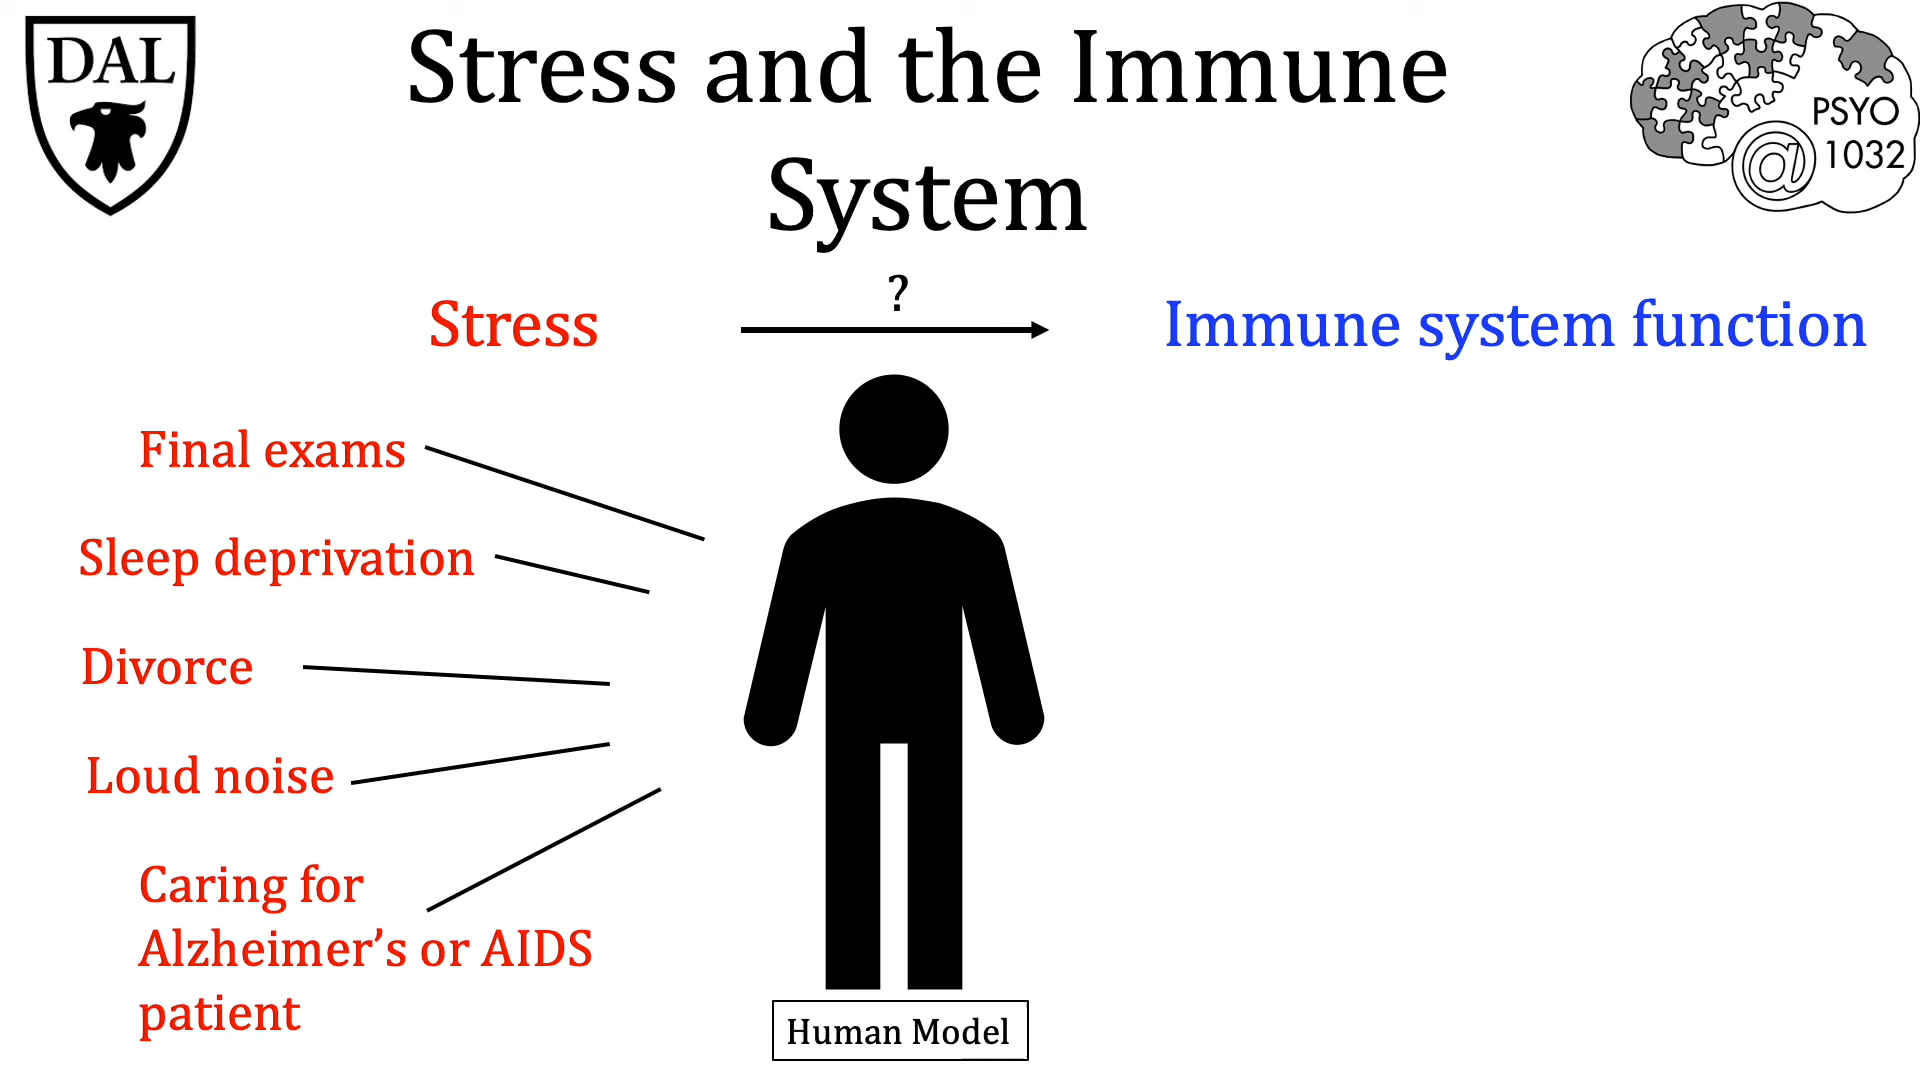 DAL
Stress and the Immune
System
PSYO
@ 1032
?
Stress
Immune system function
Final exams
Sleep deprivation
Divorce
Loud noise
Caring for
Alzheimer’s or AIDS
patient
Human Model